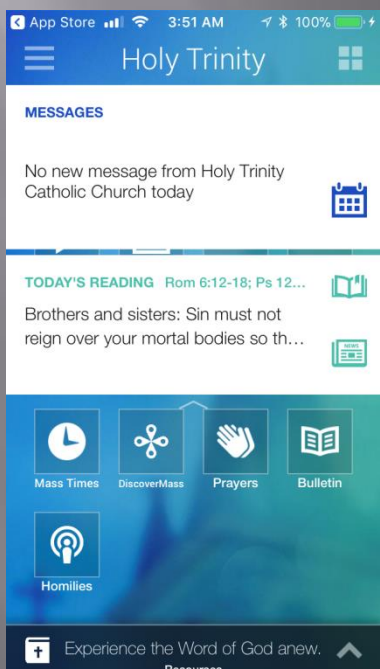 App Store 3:51 AM 100%
Holy Trinity
MESSAGES
No new message from Holy Trinity
Catholic Church today
TODAY'S READING Rom 6:12-18; Ps 12...
Brothers and sisters: Sin must not
reign over your mortal bodies so th...
NEWS
Mass Times DiscoverMass Prayers Bulletin
Homilies
Experience the Word of God anew.
Resources